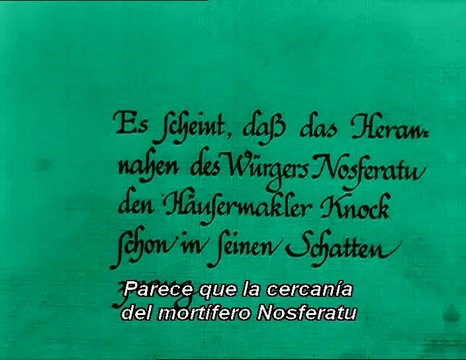 Es scheint, daß das Heran=
nahen des Würgers Nosferatu
den Häusermakler Knock
schon in seinen Schatten
Parece que la cercanía
del mortífero Nosferatu